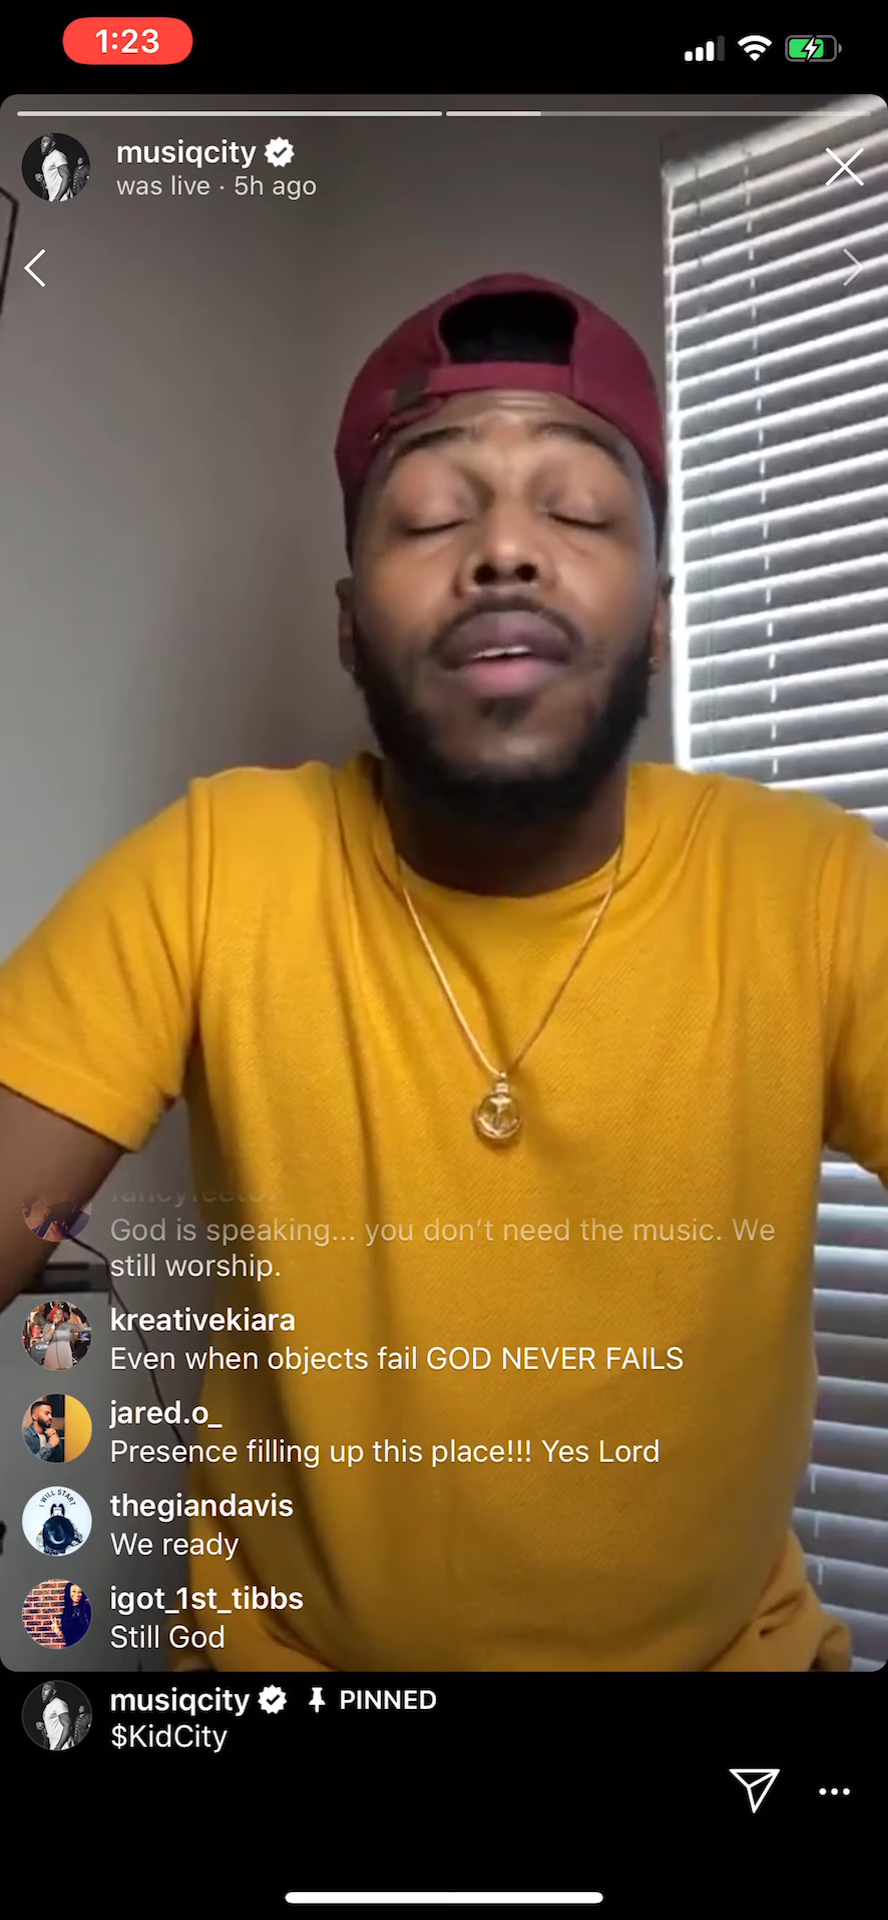 1:23
musiqcity
was live · 5h ago
God is speaking... you don't need the music. We
still worship.
kreativekiara
Even when objects fail GOD NEVER FAILS
jared.o_
Presence filling up this place!!! Yes Lord
I WILL START
thegiandavis
We ready
igot_1st_tibbs
Still God
musiqcity PINNED
$KidCity